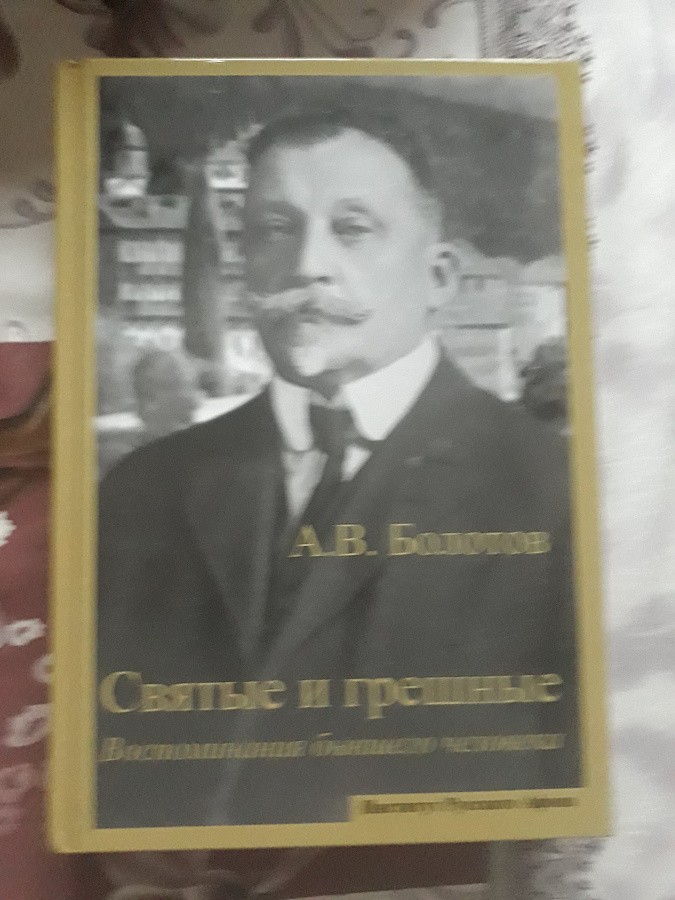 А.В. Болотов
Святые и грешные
Воспоминания бывшего человека
Институт Русского Афона